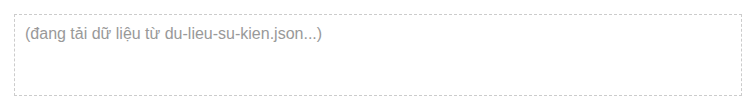 (đang tải dữ liệu từ du-lieu-su-kien.json...)